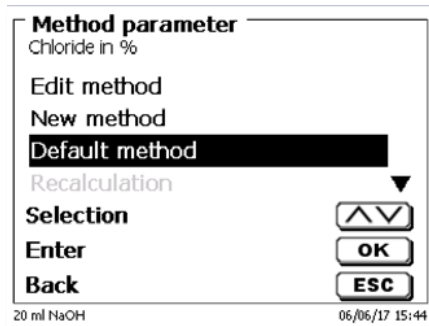 Method parameter
Chloride in %
Edit method
New method
Default method
Recalculation
Selection
Enter OK
Back ESC
20 ml NaOH 06/06/17 15:44